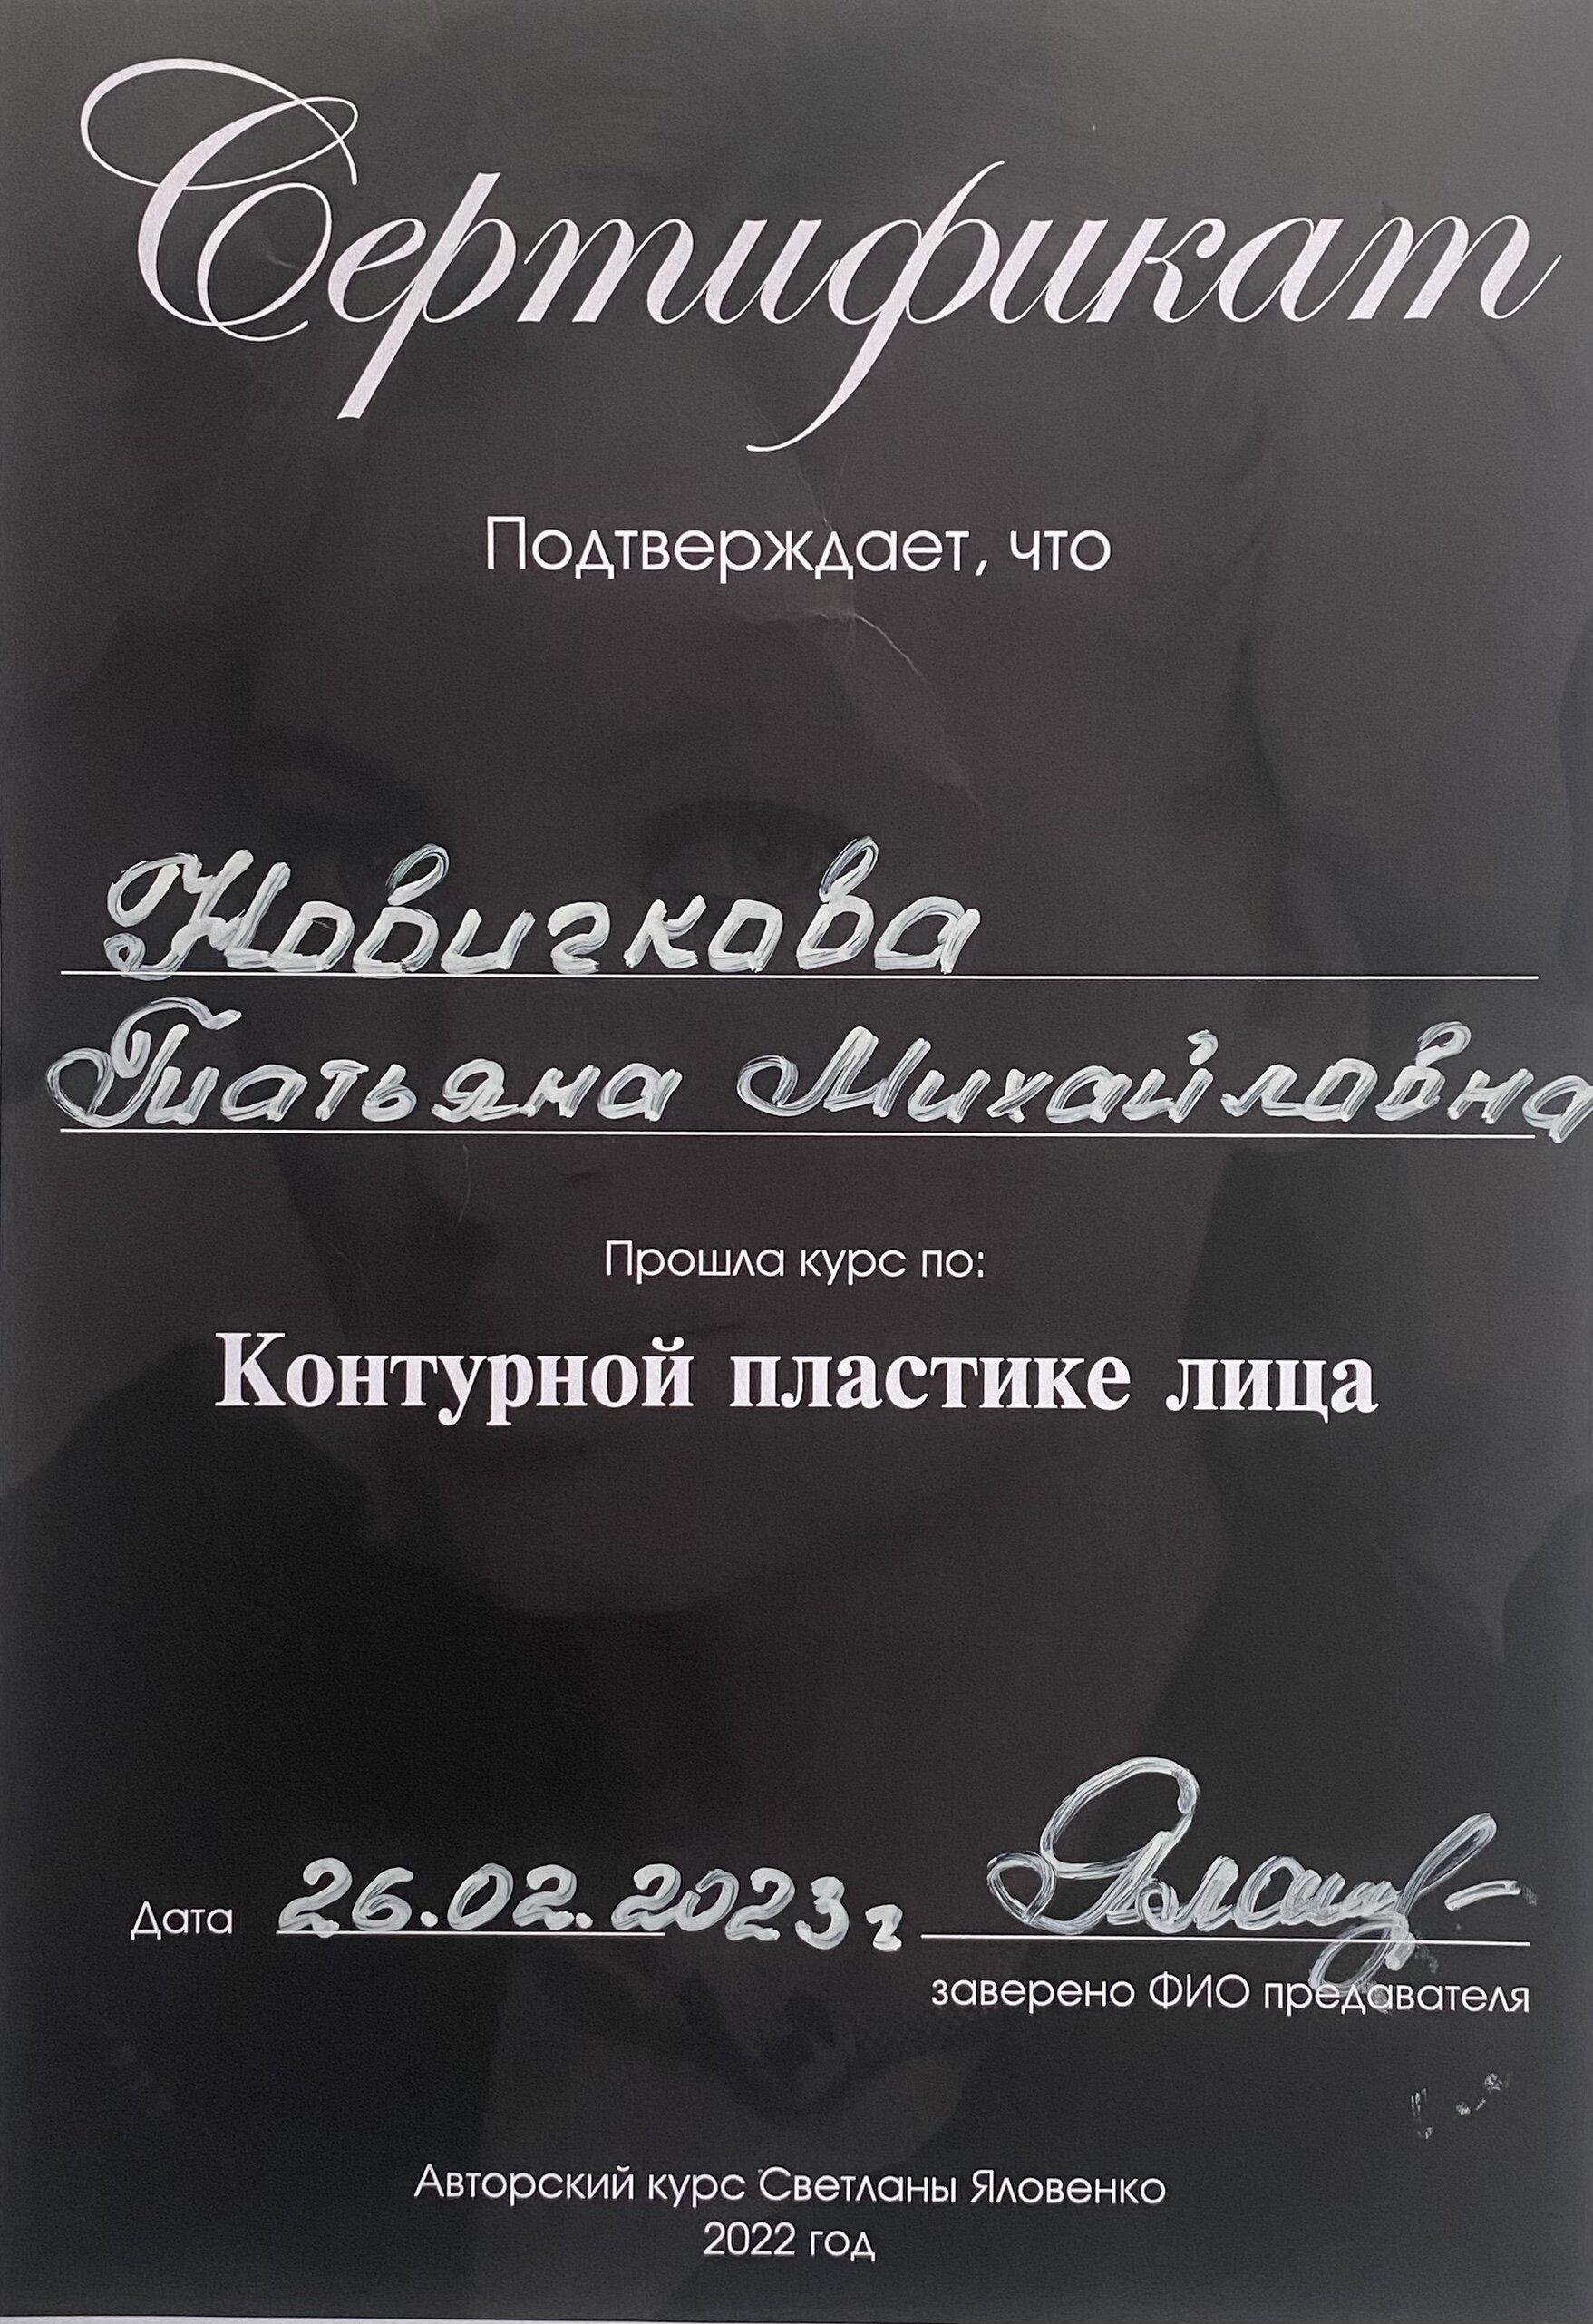 Сертификат
Подтверждает, что
Новичкова
Татьяна Михайловна
Прошла курс по:
Контурной пластике лица
Дата 26.02.2023 г
заверено ФИО предавателя
Авторский курс Светланы Яловенко
2022 год